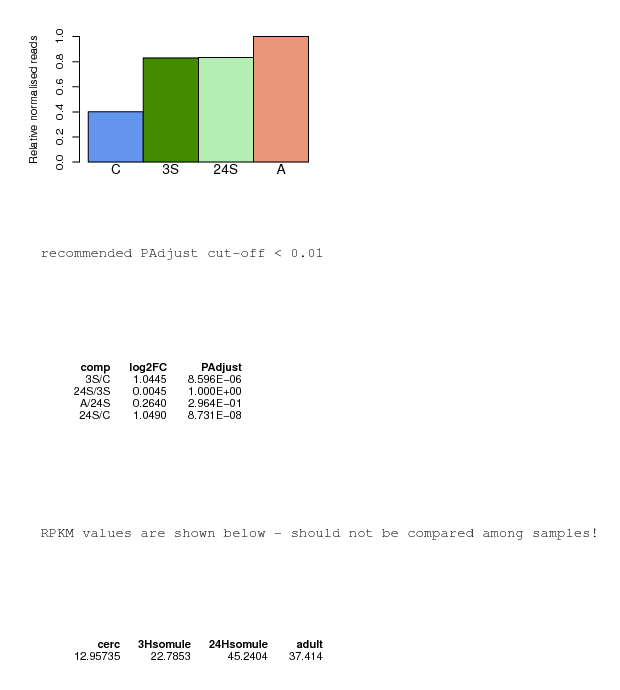 Relative normalised reads
1.0
0.8
0.6
0.4
0.2
0.0
C 3S 24S A
recommended PAdjust cut-off < 0.01
comp log2FC PAdjust
3S/C 1.0445 8.596E−06
24S/3S 0.0045 1.000E+00
A/24S 0.2640 2.964E−01
24S/C 1.0490 8.731E−08
RPKM values are shown below - should not be compared among samples!
cerc 3Hsomule 24Hsomule adult
12.95735 22.7853 45.2404 37.414